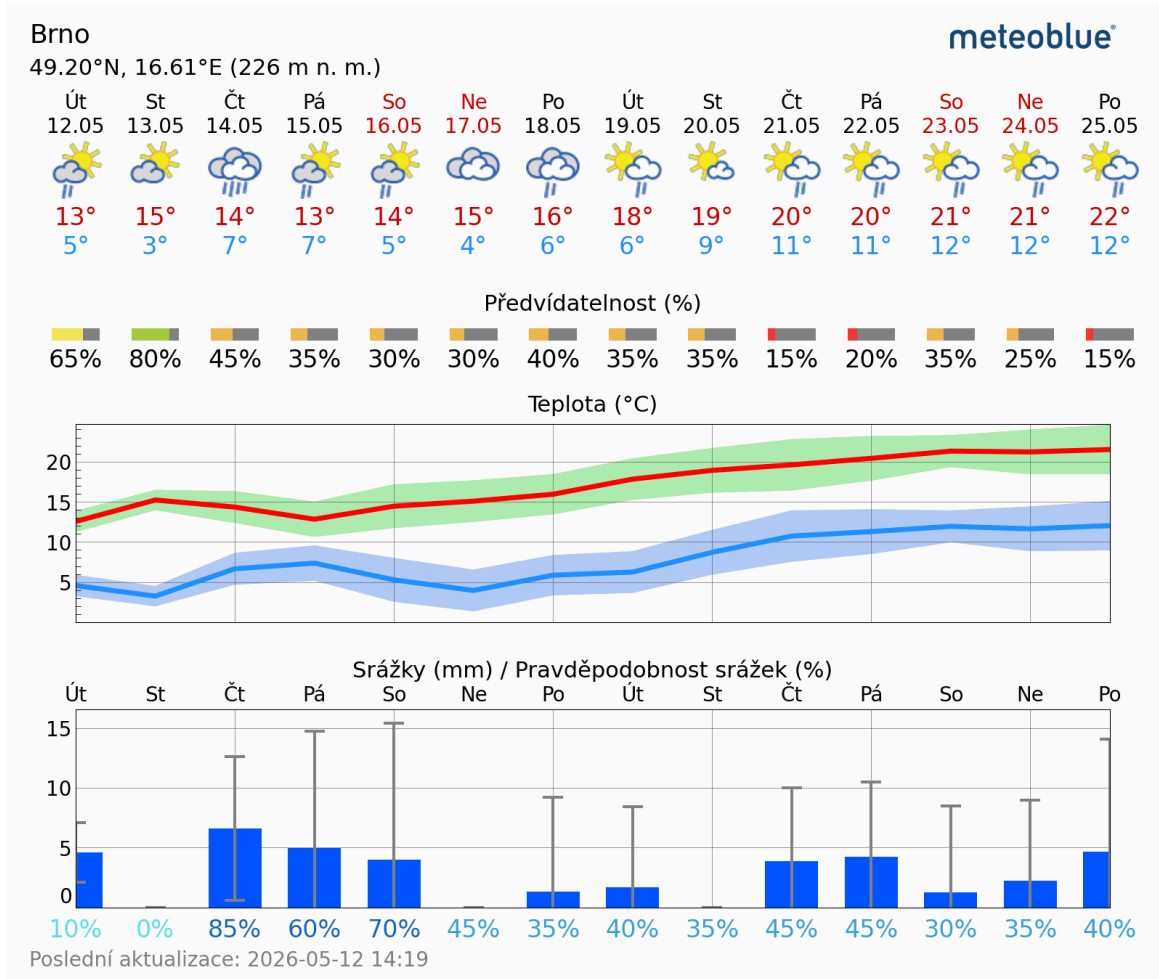 Brno
meteoblue®
49.20°N, 16.61°E (226 m n. m.)
Út St Čt Pá So Ne Po Út St Čt Pá So Ne Po
12.05 13.05 14.05 15.05 16.05 17.05 18.05 19.05 20.05 21.05 22.05 23.05 24.05 25.05
13° 15° 14° 13° 14° 15° 16° 18° 19° 20° 20° 21° 21° 22°
5° 3° 7° 7° 5° 4° 6° 6° 9° 11° 11° 12° 12° 12°
Předvídatelnost (%)
65% 80% 45% 35% 30% 30% 40% 35% 35% 15% 20% 35% 25% 15%
Teplota (°C)
20
15
10
5
Srážky (mm) / Pravděpodobnost srážek (%)
Út St Čt Pá So Ne Po Út St Čt Pá So Ne Po
15
10
5
0
10% 0% 85% 60% 70% 45% 35% 40% 35% 45% 45% 30% 35% 40%
Poslední aktualizace: 2026-05-12 14:19